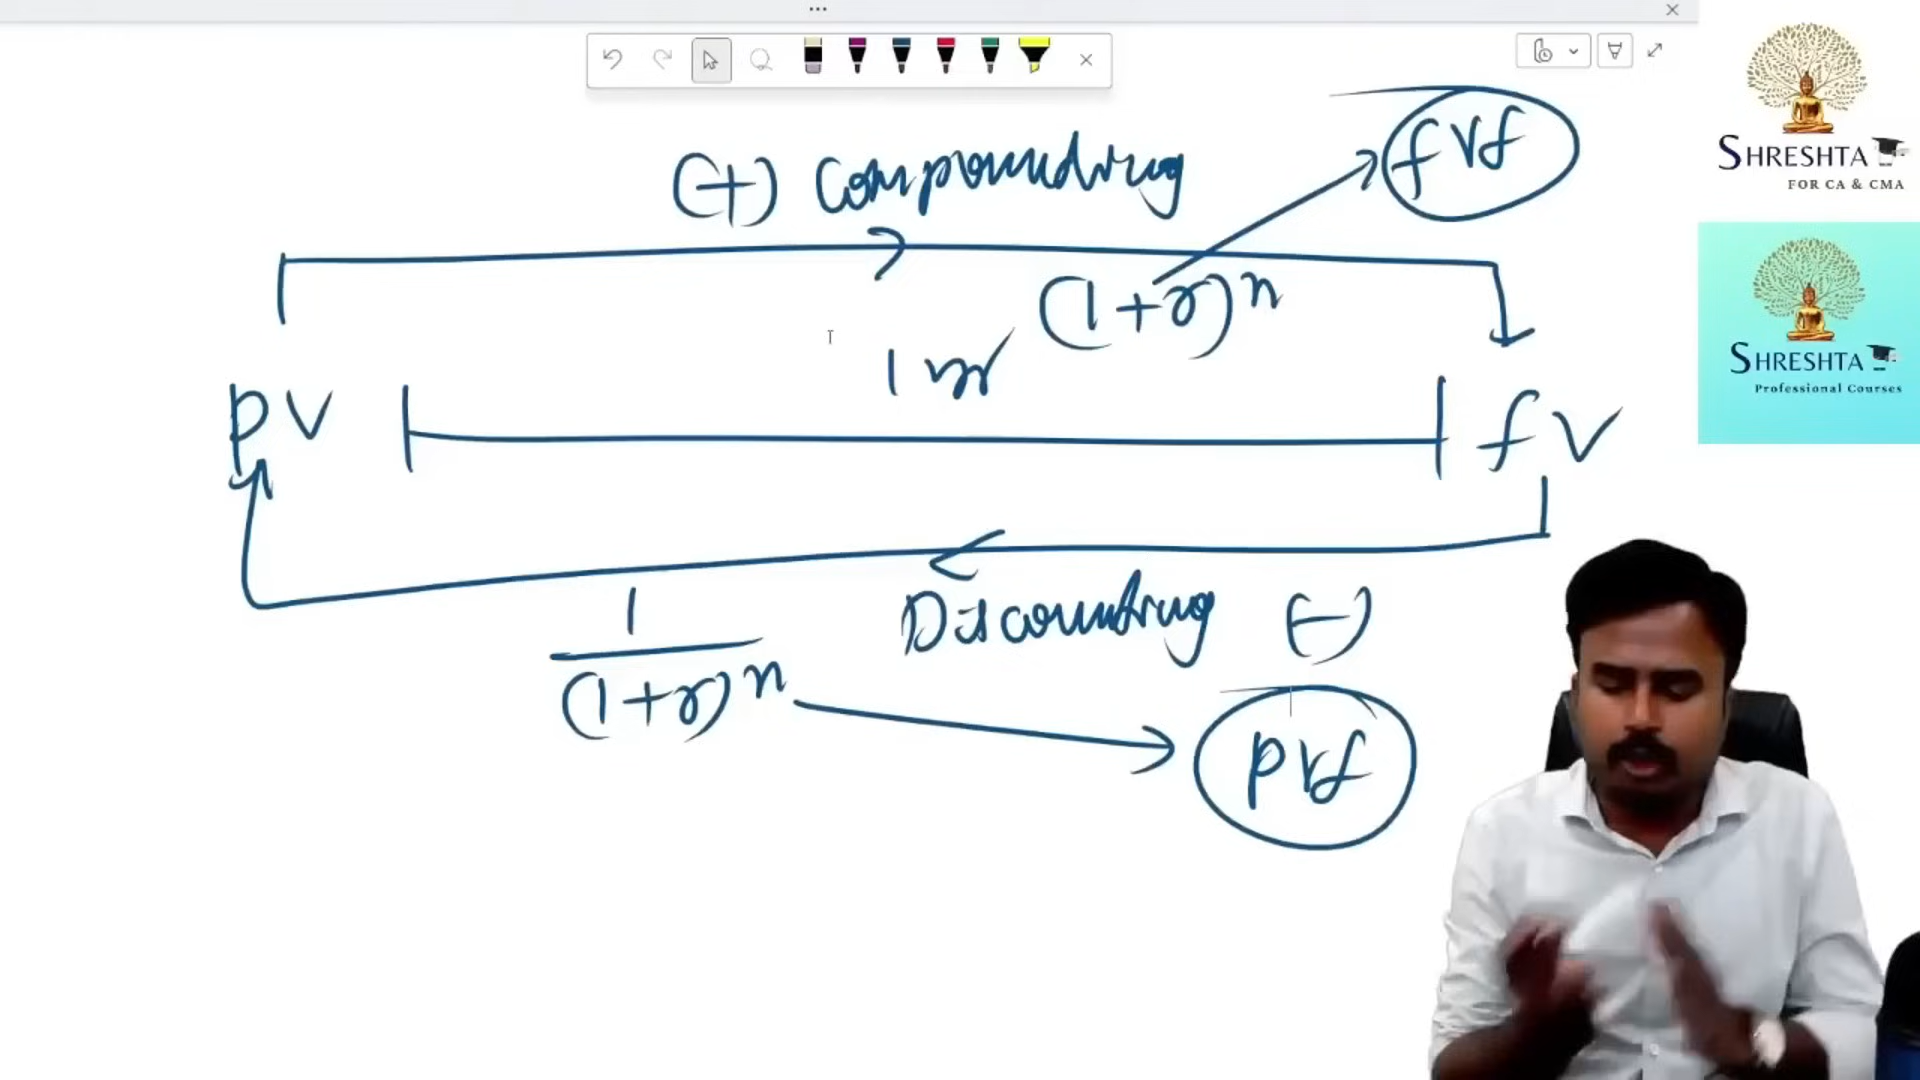 (+) Compounding
fvf
(1+r)^n
1 yr
pv
fv
Discounting (-)
1
(1+r)^n
pvf
SHRESHTA
FOR CA & CMA
SHRESHTA
Professional Courses